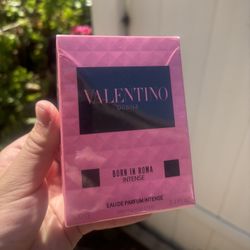 VALENTINO
DONNA
BORN IN ROMA
INTENSE
EAU DE PARFUM INTENSE